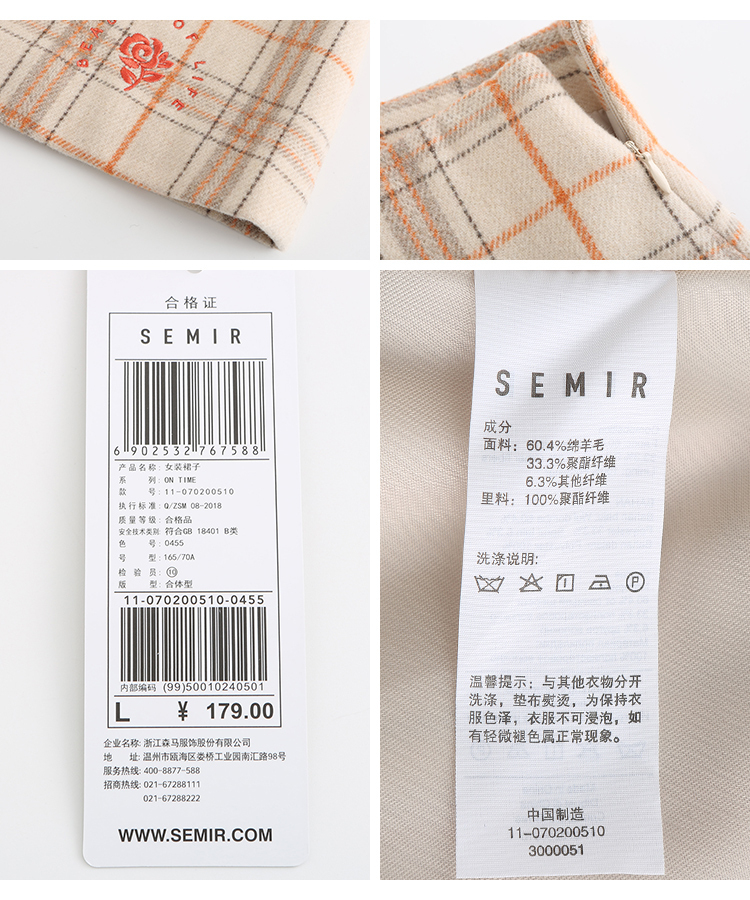 OF LIFE
合格证
SEMIR
6 902532 767588
产品名称: 女装裙子
系 列: ON TIME
款 号: 11-070200510
执行标准: Q/ZSM 08-2018
质量等级: 合格品
安全技术类别: 符合GB 18401 B类
色 号: 0455
号 型: 165/70A
检 验 员: ⑩
版 型: 合体型
11-070200510-0455
内部编码 (99)50010240501
L ¥ 179.00
企业名称: 浙江森马服饰股份有限公司
地 址: 温州市瓯海区娄桥工业园南汇路98号
服务热线: 400-8877-588
招商热线: 021-67288111
021-67288222
WWW.SEMIR.COM
SEMIR
成分
面料: 60.4%绵羊毛
33.3%聚酯纤维
6.3%其他纤维
里料: 100%聚酯纤维
洗涤说明:
P
温馨提示: 与其他衣物分开
洗涤, 垫布熨烫, 为保持衣
服色泽, 衣服不可浸泡, 如
有轻微褪色属正常现象。
中国制造
11-070200510
3000051